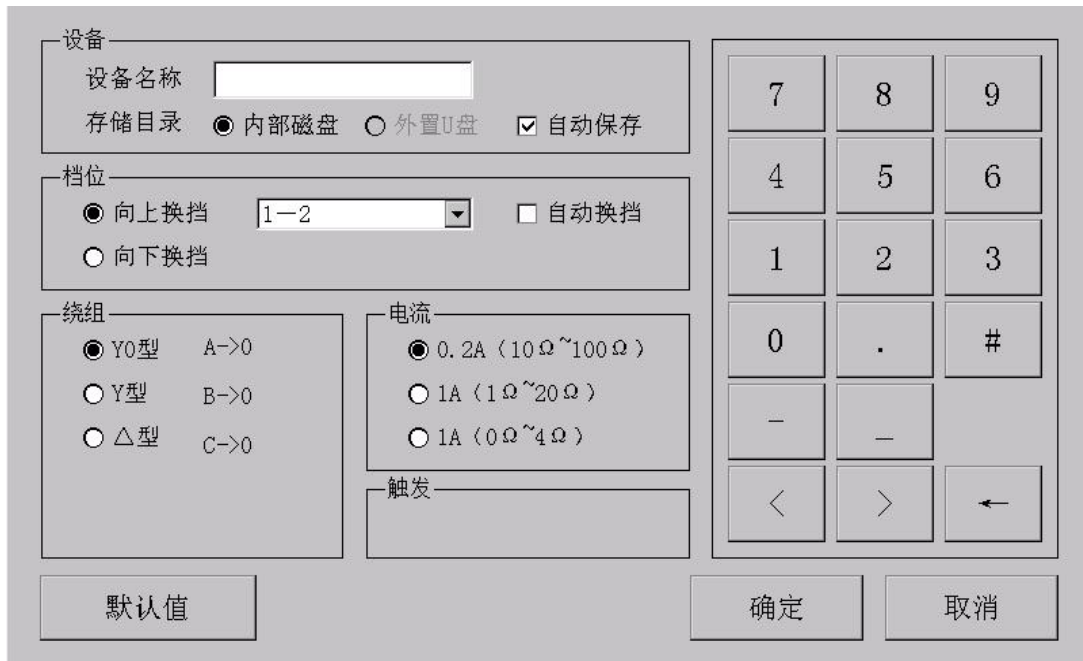 设备
设备名称
存储目录 内部磁盘 外置U盘 自动保存
档位
向上换挡 1—2 自动换挡
向下换挡
绕组
Y0型 A->0
Y型 B->0
△型 C->0
电流
0.2A（10Ω~100Ω）
1A（1Ω~20Ω）
1A（0Ω~4Ω）
触发
7 8 9
4 5 6
1 2 3
0 . #
- _
< > ←
默认值 确定 取消